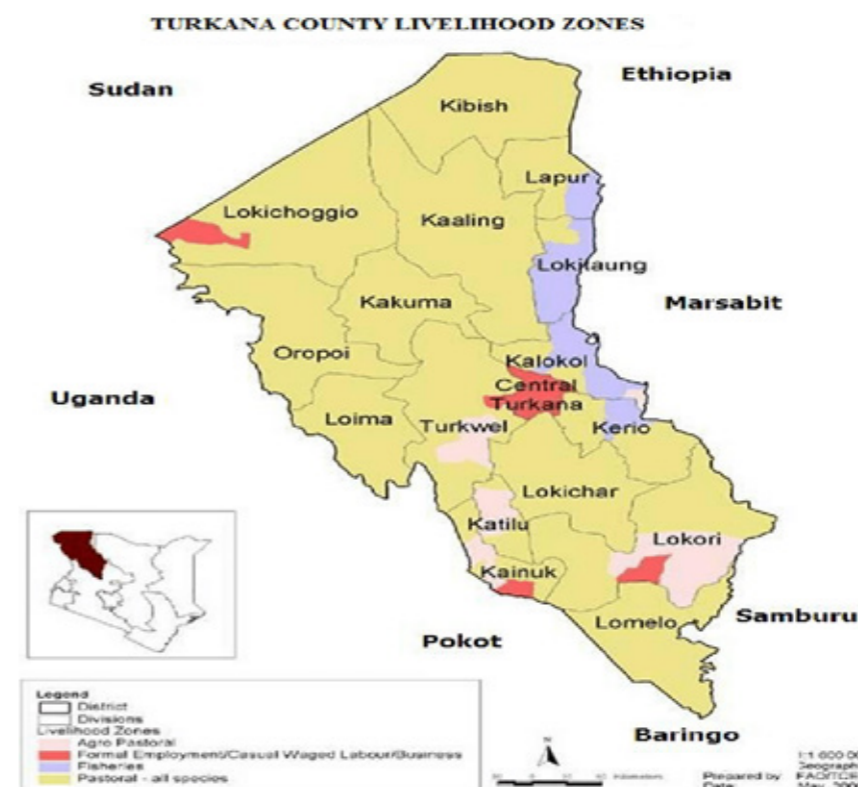 TURKANA COUNTY LIVELIHOOD ZONES
Sudan
Ethiopia
Kibish
Lapur
Lokichoggio
Kaaling
Lokitaung
Kakuma
Marsabit
Oropoi
Kalokol
Central
Turkana
Uganda
Loima
Turkwel
Kerio
Lokichar
Katilu
Lokori
Kainuk
Lomelo
Samburu
Pokot
Baringo
Legend
District
Divisions
Livelihood Zones
Agro Pastoral
Formal Employment/Casual Waged Labour/Business
Fisheries
Pastoral - all species
N
Kilometers
Prepared by
Date: